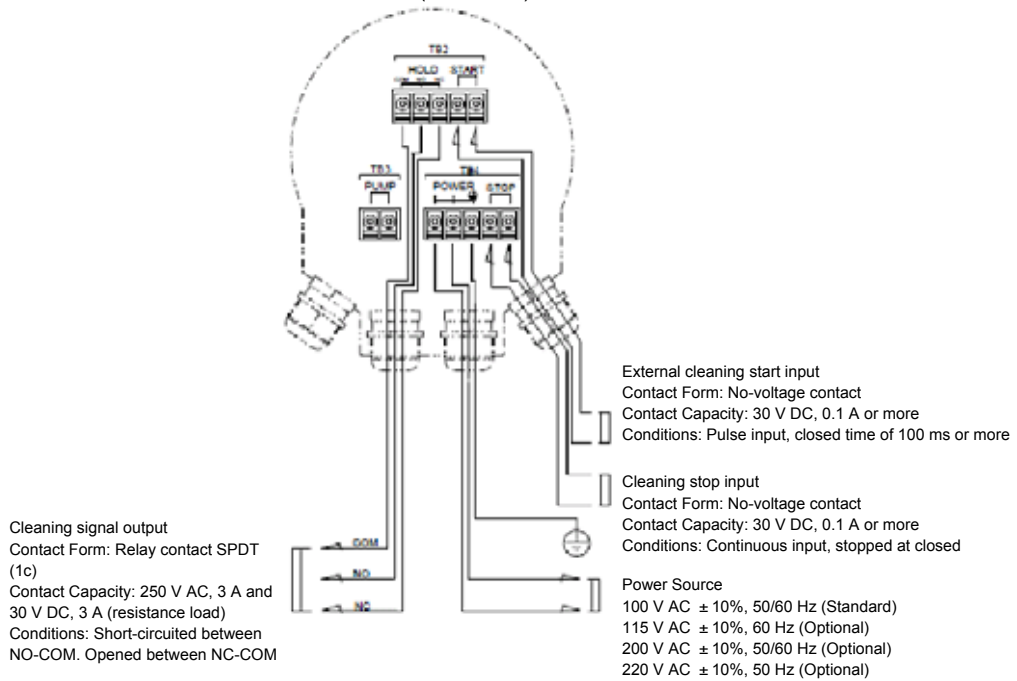 TB2
HOLD START
COM NO NC
TB3
PUMP
TB4
POWER STOP
External cleaning start input
Contact Form: No-voltage contact
Contact Capacity: 30 V DC, 0.1 A or more
Conditions: Pulse input, closed time of 100 ms or more
Cleaning stop input
Contact Form: No-voltage contact
Contact Capacity: 30 V DC, 0.1 A or more
Conditions: Continuous input, stopped at closed
Cleaning signal output
Contact Form: Relay contact SPDT
(1c)
Contact Capacity: 250 V AC, 3 A and
30 V DC, 3 A (resistance load)
Conditions: Short-circuited between
NO-COM. Opened between NC-COM
COM
NO
NC
Power Source
100 V AC ± 10%, 50/60 Hz (Standard)
115 V AC ± 10%, 60 Hz (Optional)
200 V AC ± 10%, 50/60 Hz (Optional)
220 V AC ± 10%, 50 Hz (Optional)